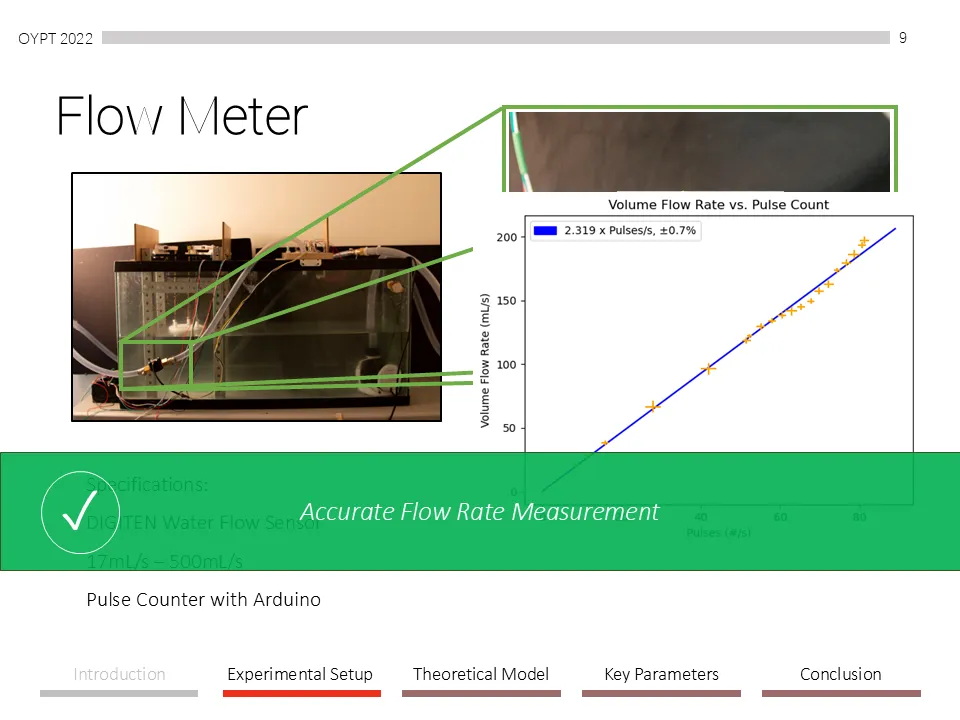 OYPT 2022
9
Flow Meter
Volume Flow Rate vs. Pulse Count
2.319 x Pulses/s, ±0.7%
200
150
100
50
0
Volume Flow Rate (mL/s)
40 60 80
Pulses (#/s)
Specifications:
DIGITEN Water Flow Sensor
17mL/s – 500mL/s
Pulse Counter with Arduino
Accurate Flow Rate Measurement
Introduction
Experimental Setup
Theoretical Model
Key Parameters
Conclusion